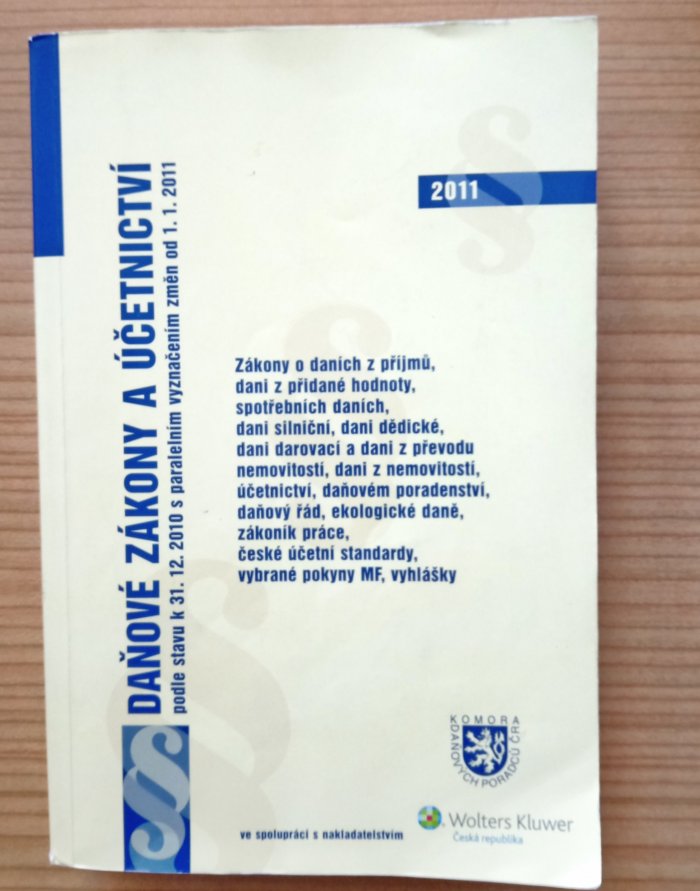 DAŇOVÉ ZÁKONY A ÚČETNICTVÍ
podle stavu k 31. 12. 2010 s paralelním vyznačením změn od 1. 1. 2011
2011
Zákony o daních z příjmů,
dani z přidané hodnoty,
spotřebních daních,
dani silniční, dani dědické,
dani darovací a dani z převodu
nemovitostí, dani z nemovitostí,
účetnictví, daňovém poradenství,
daňový řád, ekologické daně,
zákoník práce,
české účetní standardy,
vybrané pokyny MF, vyhlášky
KOMORA
DAŇOVÝCH PORADCŮ ČR
ve spolupráci s nakladatelstvím
Wolters Kluwer
Česká republika